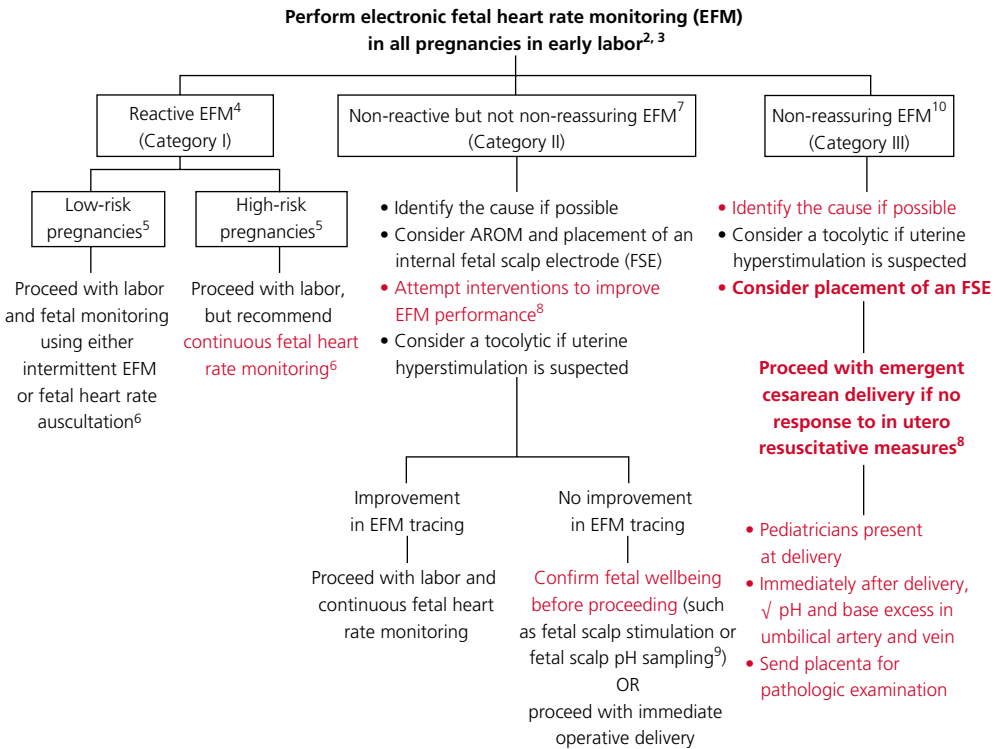 Perform electronic fetal heart rate monitoring (EFM)
in all pregnancies in early labor2, 3
Reactive EFM4
(Category I)
Low-risk
pregnancies5
Proceed with labor
and fetal monitoring
using either
intermittent EFM
or fetal heart rate
auscultation6
High-risk
pregnancies5
Proceed with labor,
but recommend
continuous fetal heart
rate monitoring6
Non-reactive but not non-reassuring EFM7
(Category II)
• Identify the cause if possible
• Consider AROM and placement of an
internal fetal scalp electrode (FSE)
• Attempt interventions to improve
EFM performance8
• Consider a tocolytic if uterine
hyperstimulation is suspected
Improvement
in EFM tracing
Proceed with labor and
continuous fetal heart
rate monitoring
No improvement
in EFM tracing
Confirm fetal wellbeing
before proceeding (such
as fetal scalp stimulation or
fetal scalp pH sampling9)
OR
proceed with immediate
operative delivery
Non-reassuring EFM10
(Category III)
• Identify the cause if possible
• Consider a tocolytic if uterine
hyperstimulation is suspected
• Consider placement of an FSE
Proceed with emergent
cesarean delivery if no
response to in utero
resuscitative measures8
• Pediatricians present
at delivery
• Immediately after delivery,
√ pH and base excess in
umbilical artery and vein
• Send placenta for
pathologic examination